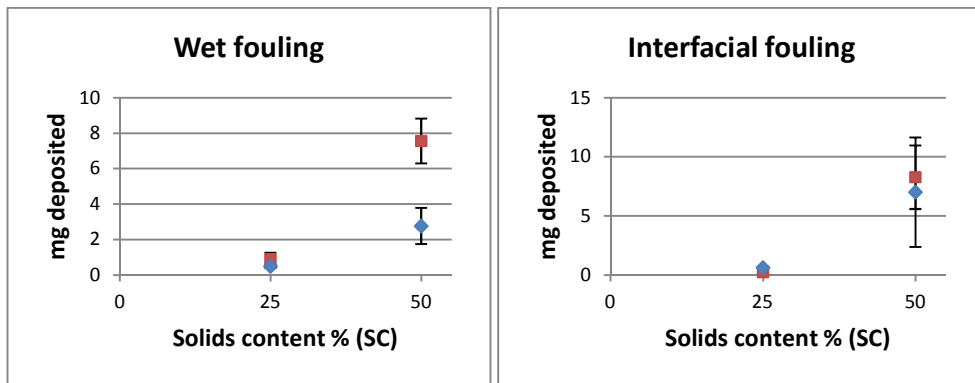 Wet fouling
10
8
6
4
2
0
0 25 50
mg deposited
Solids content % (SC)
Interfacial fouling
15
10
5
0
0 25 50
mg deposited
Solids content % (SC)